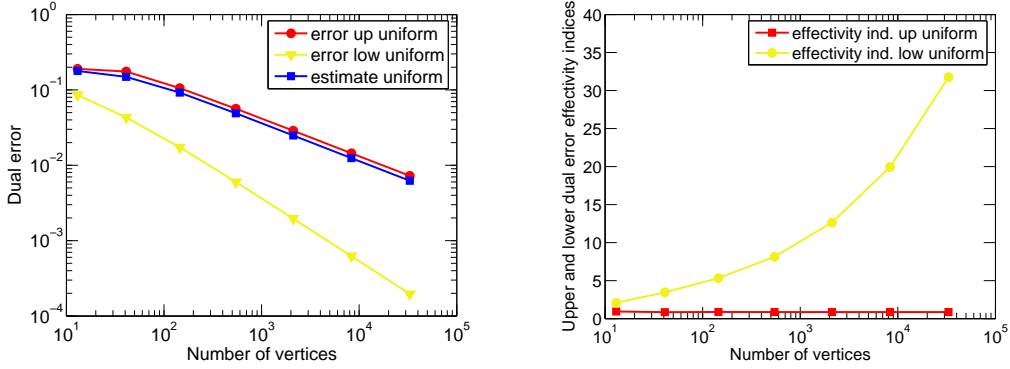 10^0
10^-1
10^-2
10^-3
10^-4
10^1
10^2
10^3
10^4
10^5
Number of vertices
Dual error
error up uniform
error low uniform
estimate uniform
40
35
30
25
20
15
10
5
0
10^1
10^2
10^3
10^4
10^5
Number of vertices
Upper and lower dual error effectivity indices
effectivity ind. up uniform
effectivity ind. low uniform